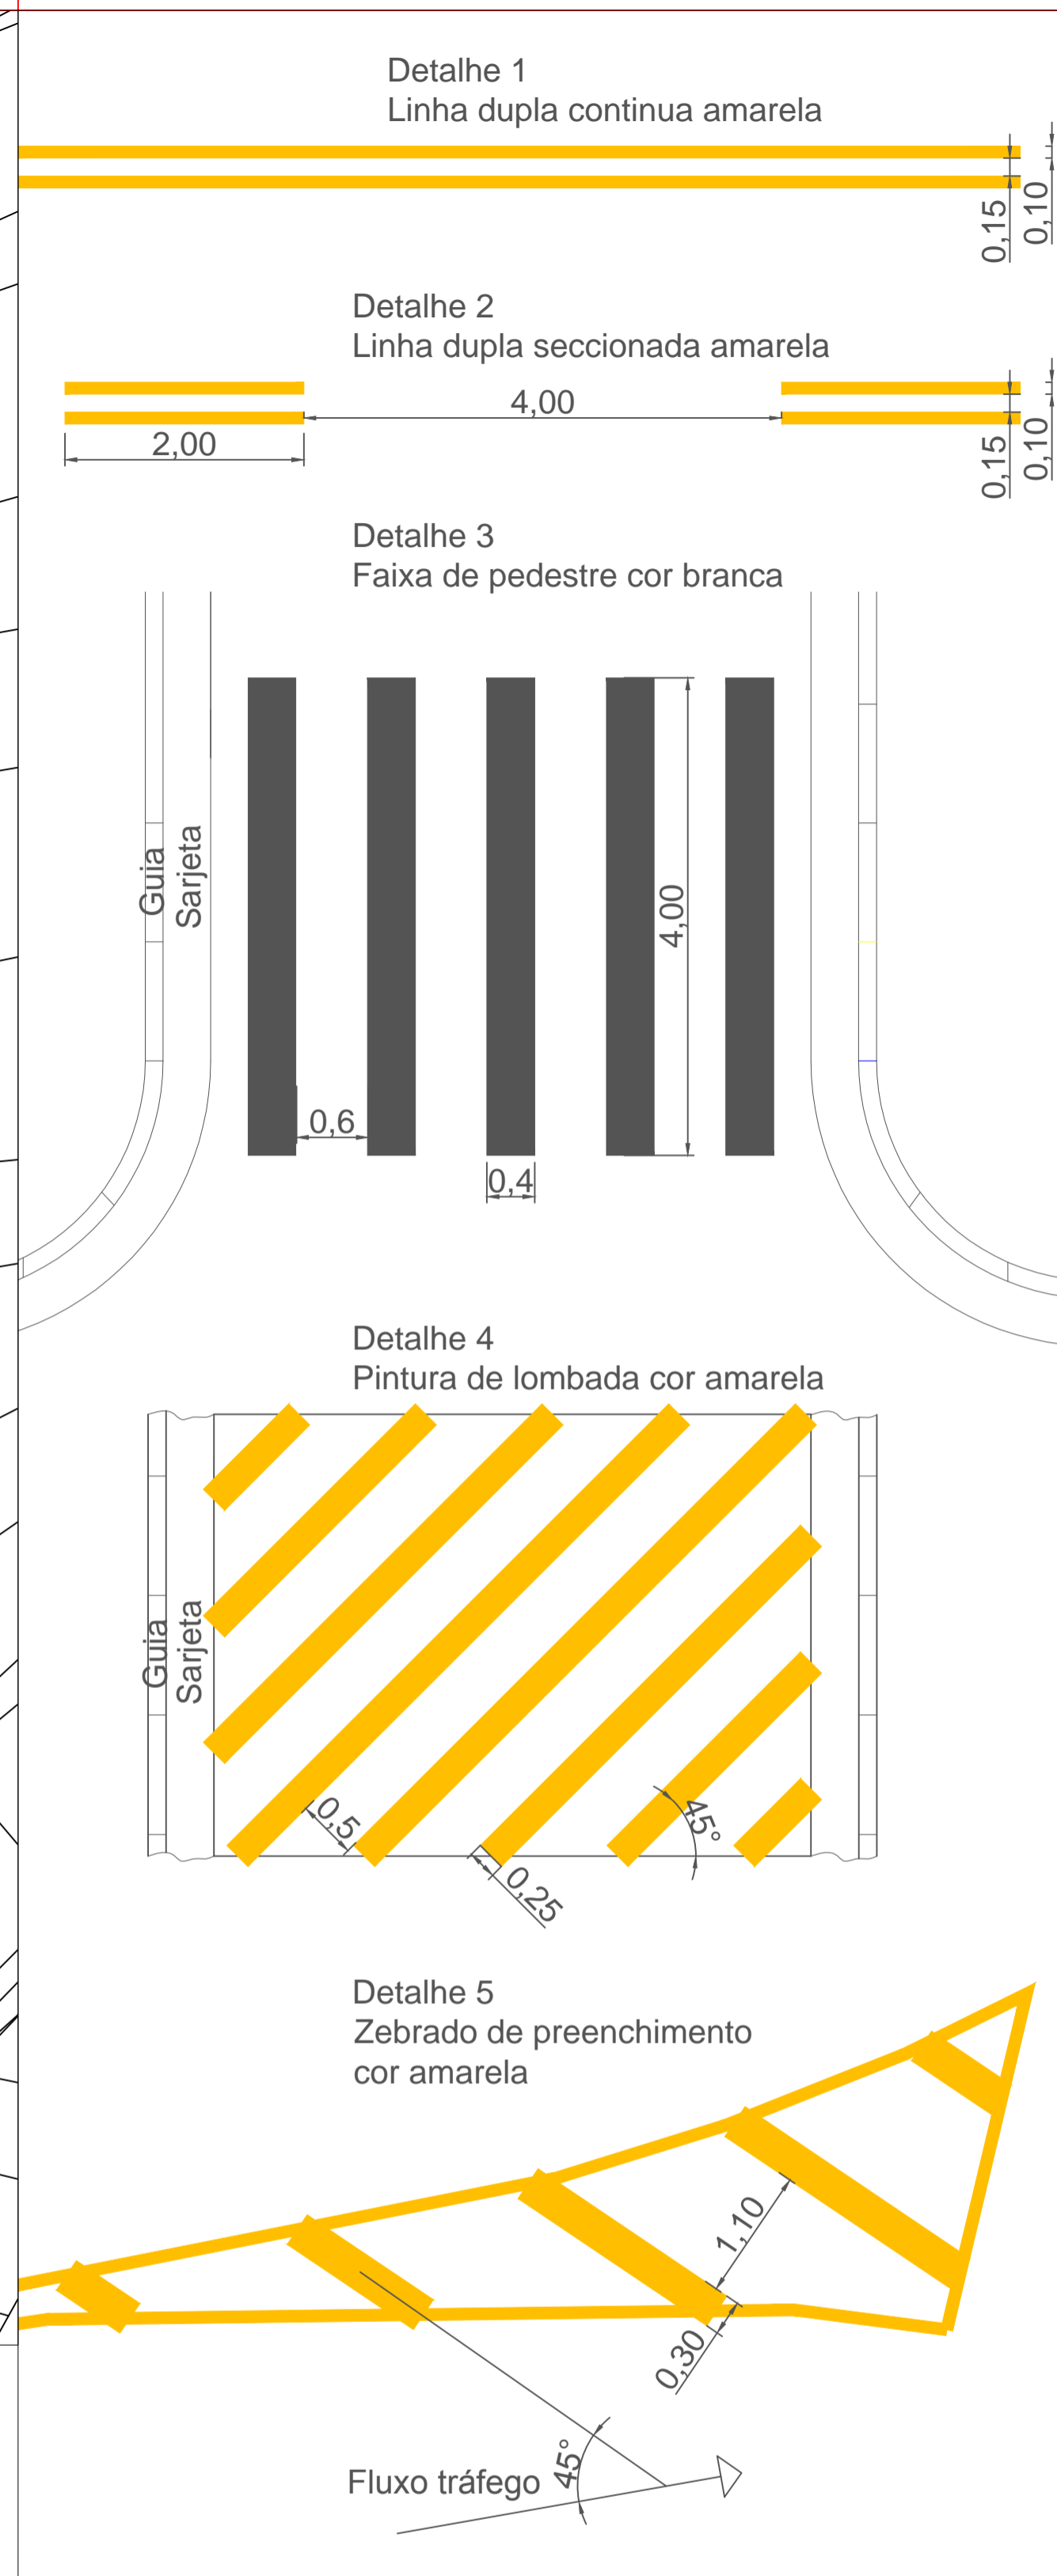 Detalhe 1
Linha dupla continua amarela
0,15
0,10
Detalhe 2
Linha dupla seccionada amarela
4,00
2,00
0,15
0,10
Detalhe 3
Faixa de pedestre cor branca
Guia
Sarjeta
4,00
0,6
0,4
Detalhe 4
Pintura de lombada cor amarela
Guia
Sarjeta
0,5
45°
0,25
Detalhe 5
Zebrado de preenchimento
cor amarela
1,10
0,30
45°
Fluxo tráfego